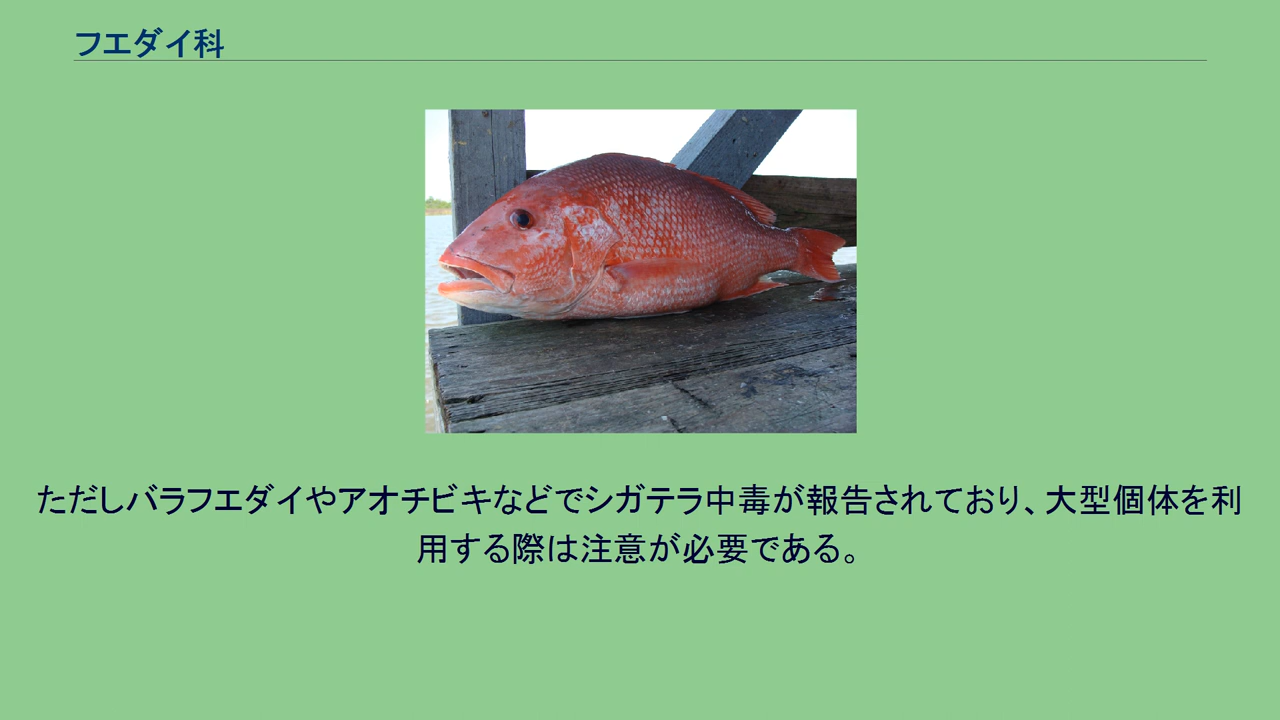 フエダイ科
ただしバラフエダイやアオチビキなどでシガテラ中毒が報告されており、大型個体を利
用する際は注意が必要である。